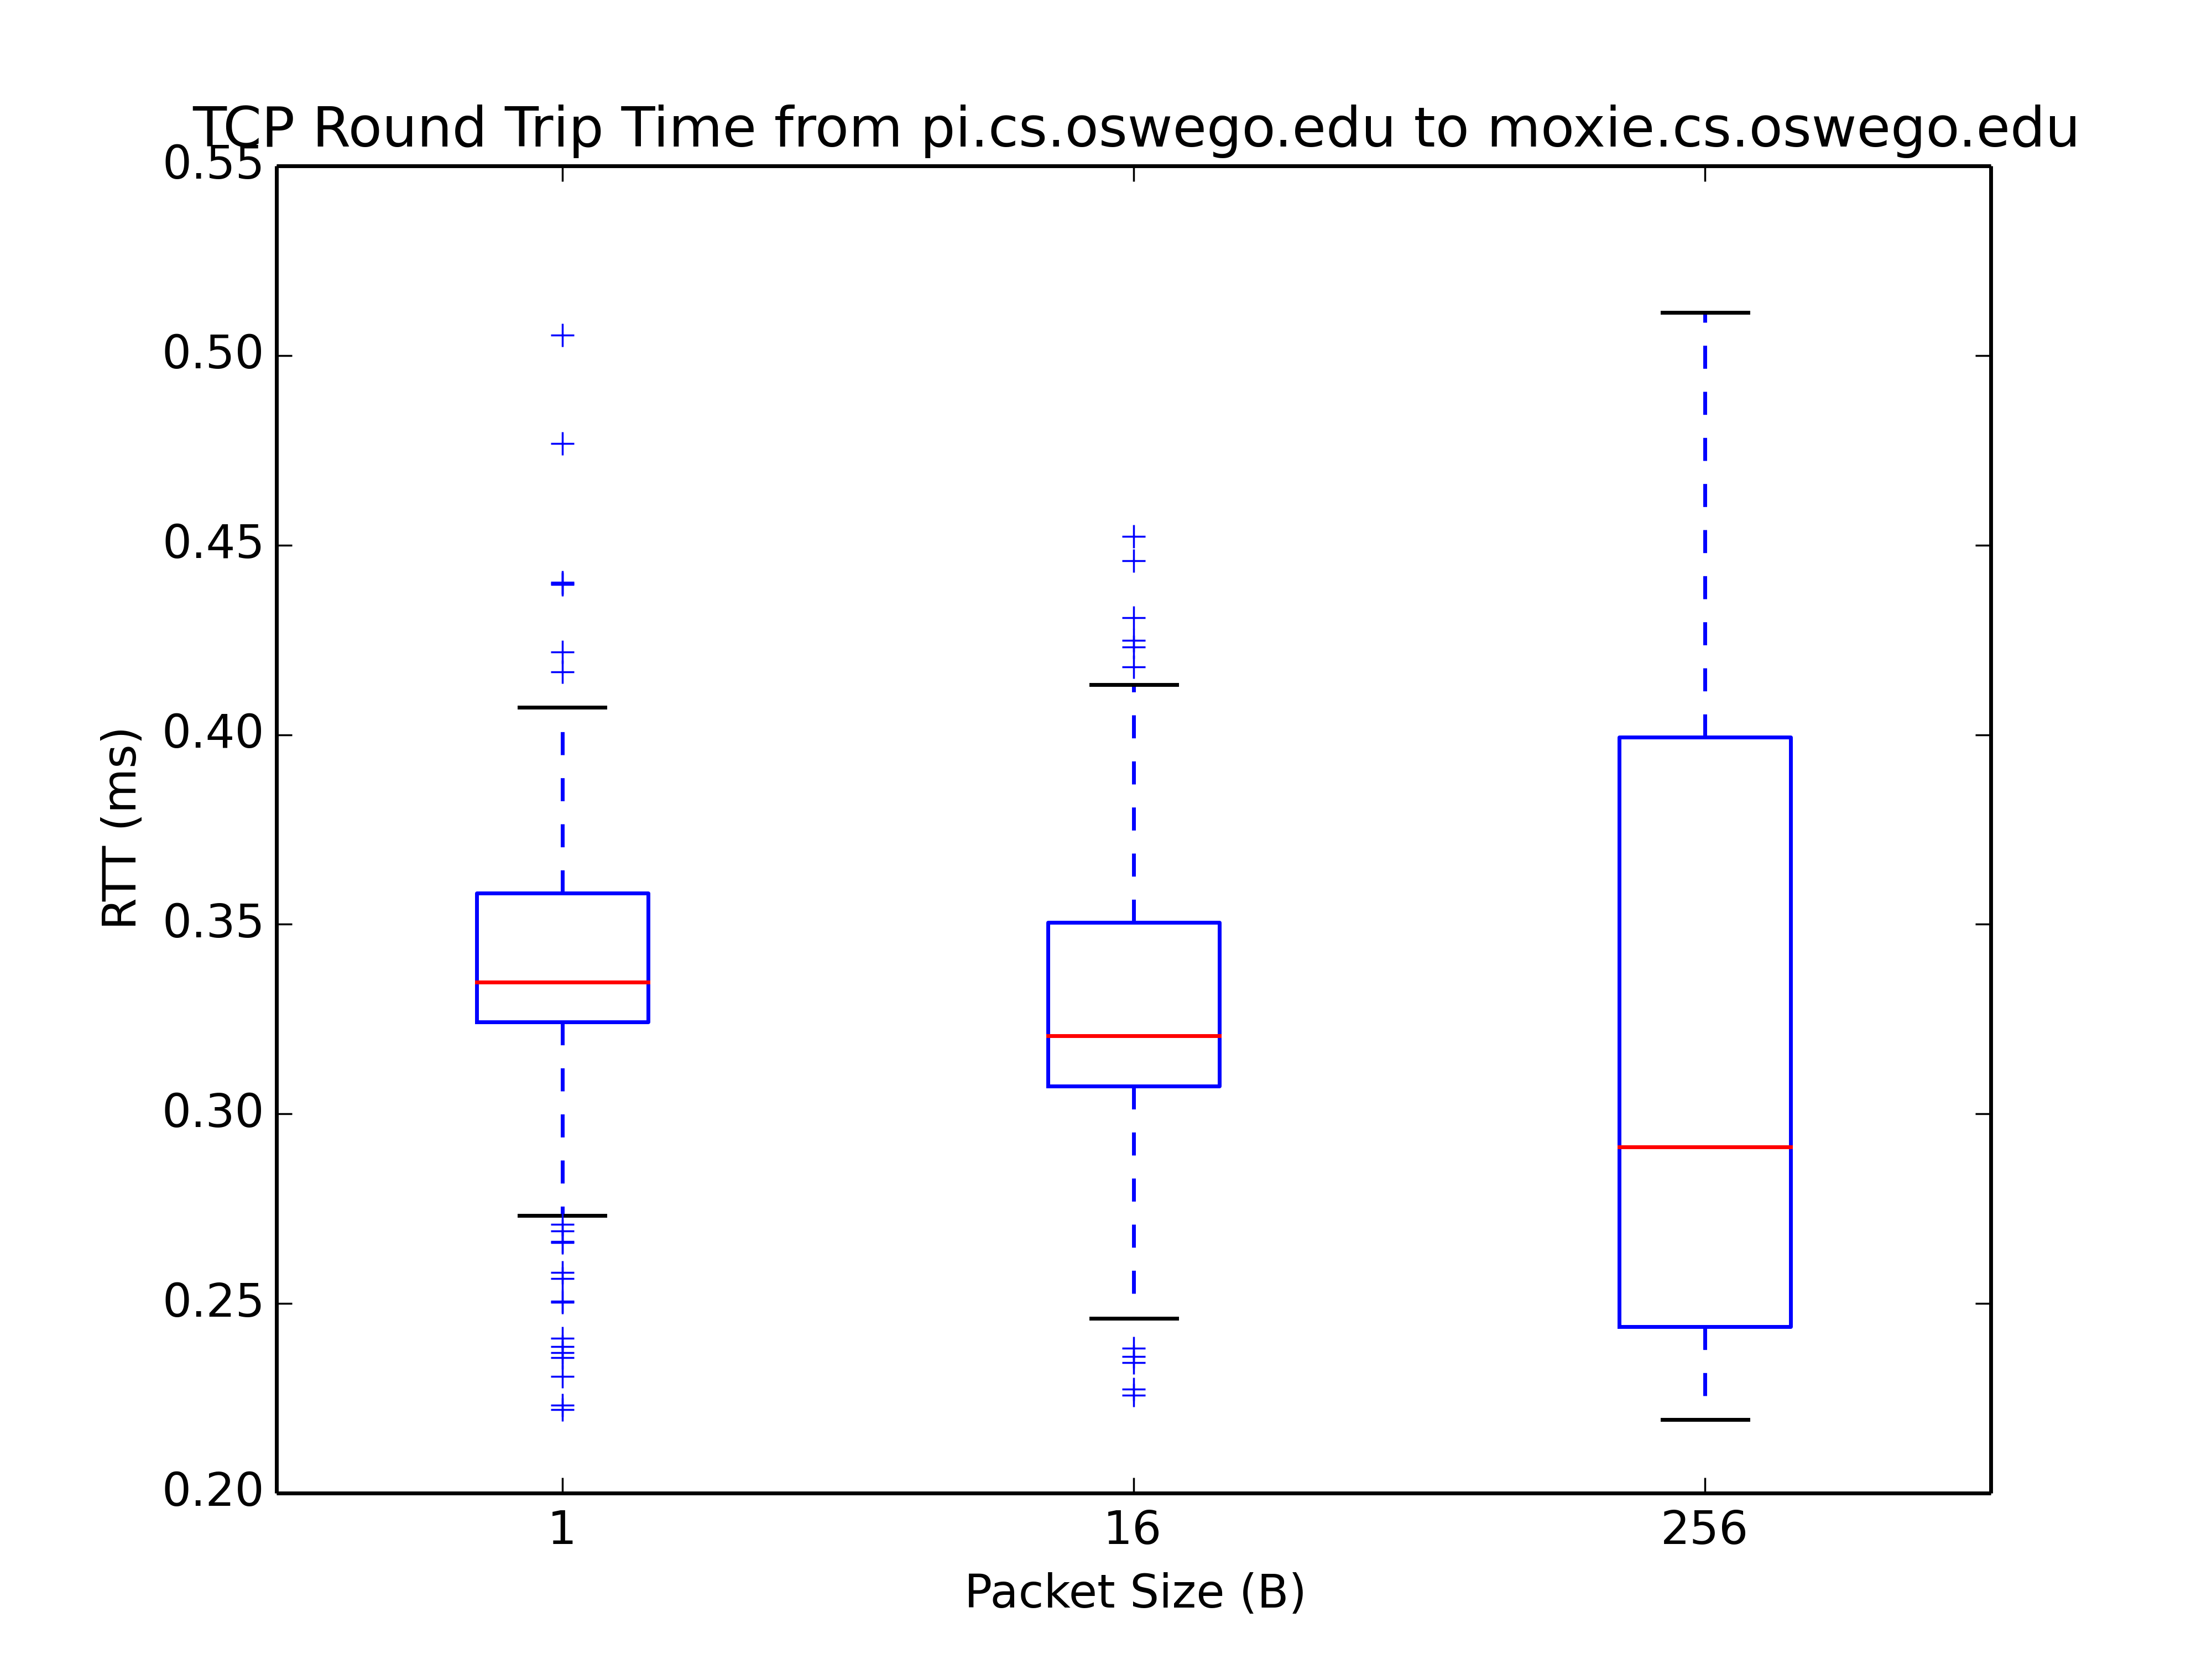 TCP Round Trip Time from pi.cs.oswego.edu to moxie.cs.oswego.edu
0.55
0.50
0.45
0.40
0.35
0.30
0.25
0.20
RTT (ms)
1 16 256
Packet Size (B)